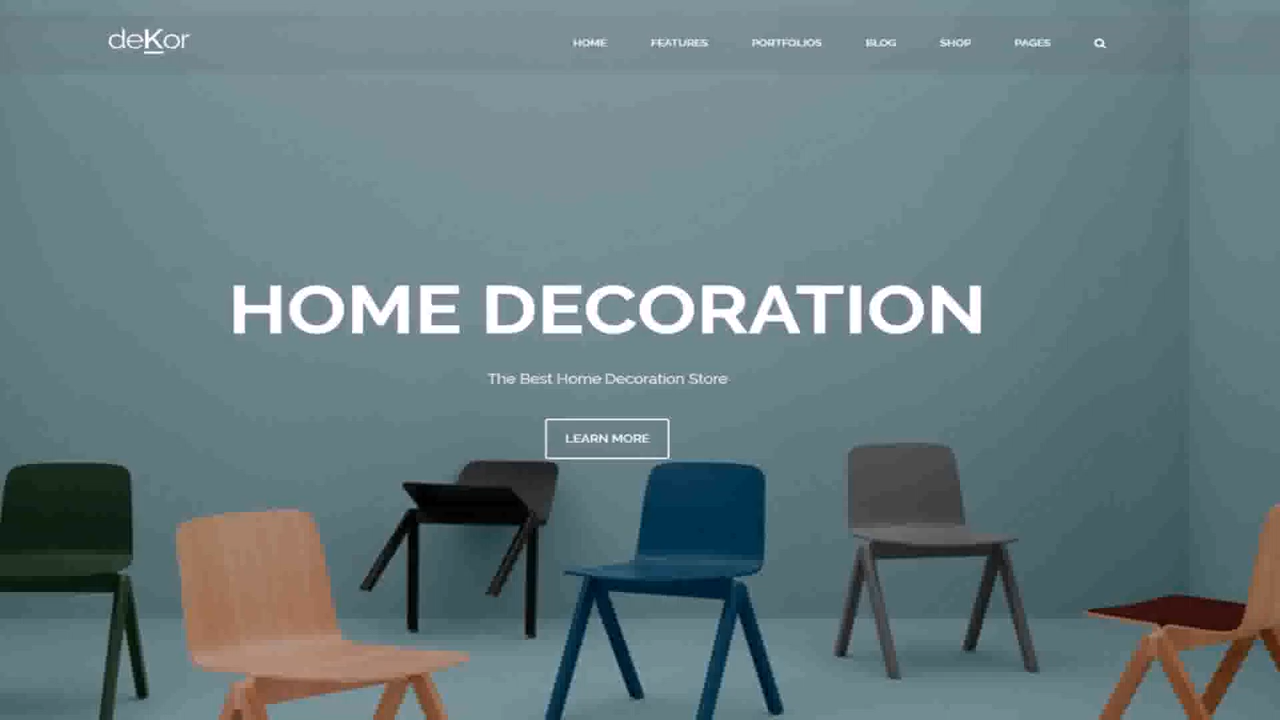 deKor
HOME FEATURES PORTFOLIOS BLOG SHOP PAGES
HOME DECORATION
The Best Home Decoration Store
LEARN MORE